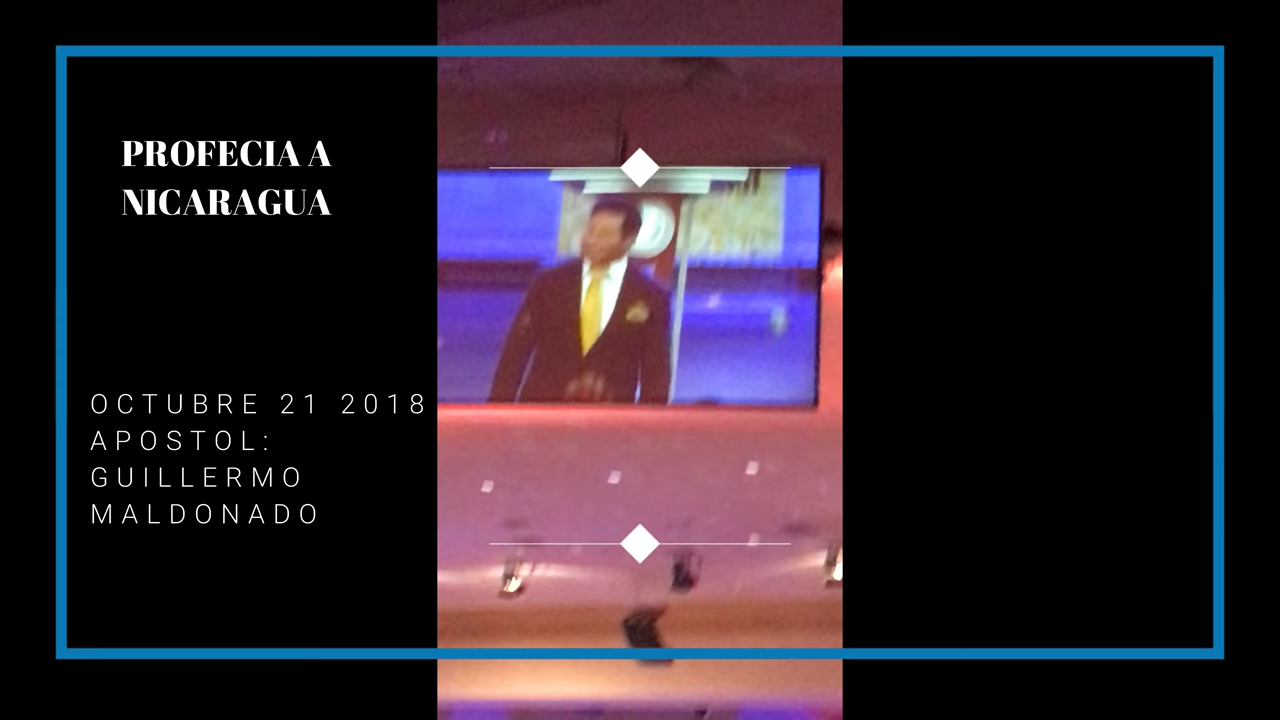 PROFECIA A
NICARAGUA
OCTUBRE 21 2018
APOSTOL:
GUILLERMO
MALDONADO